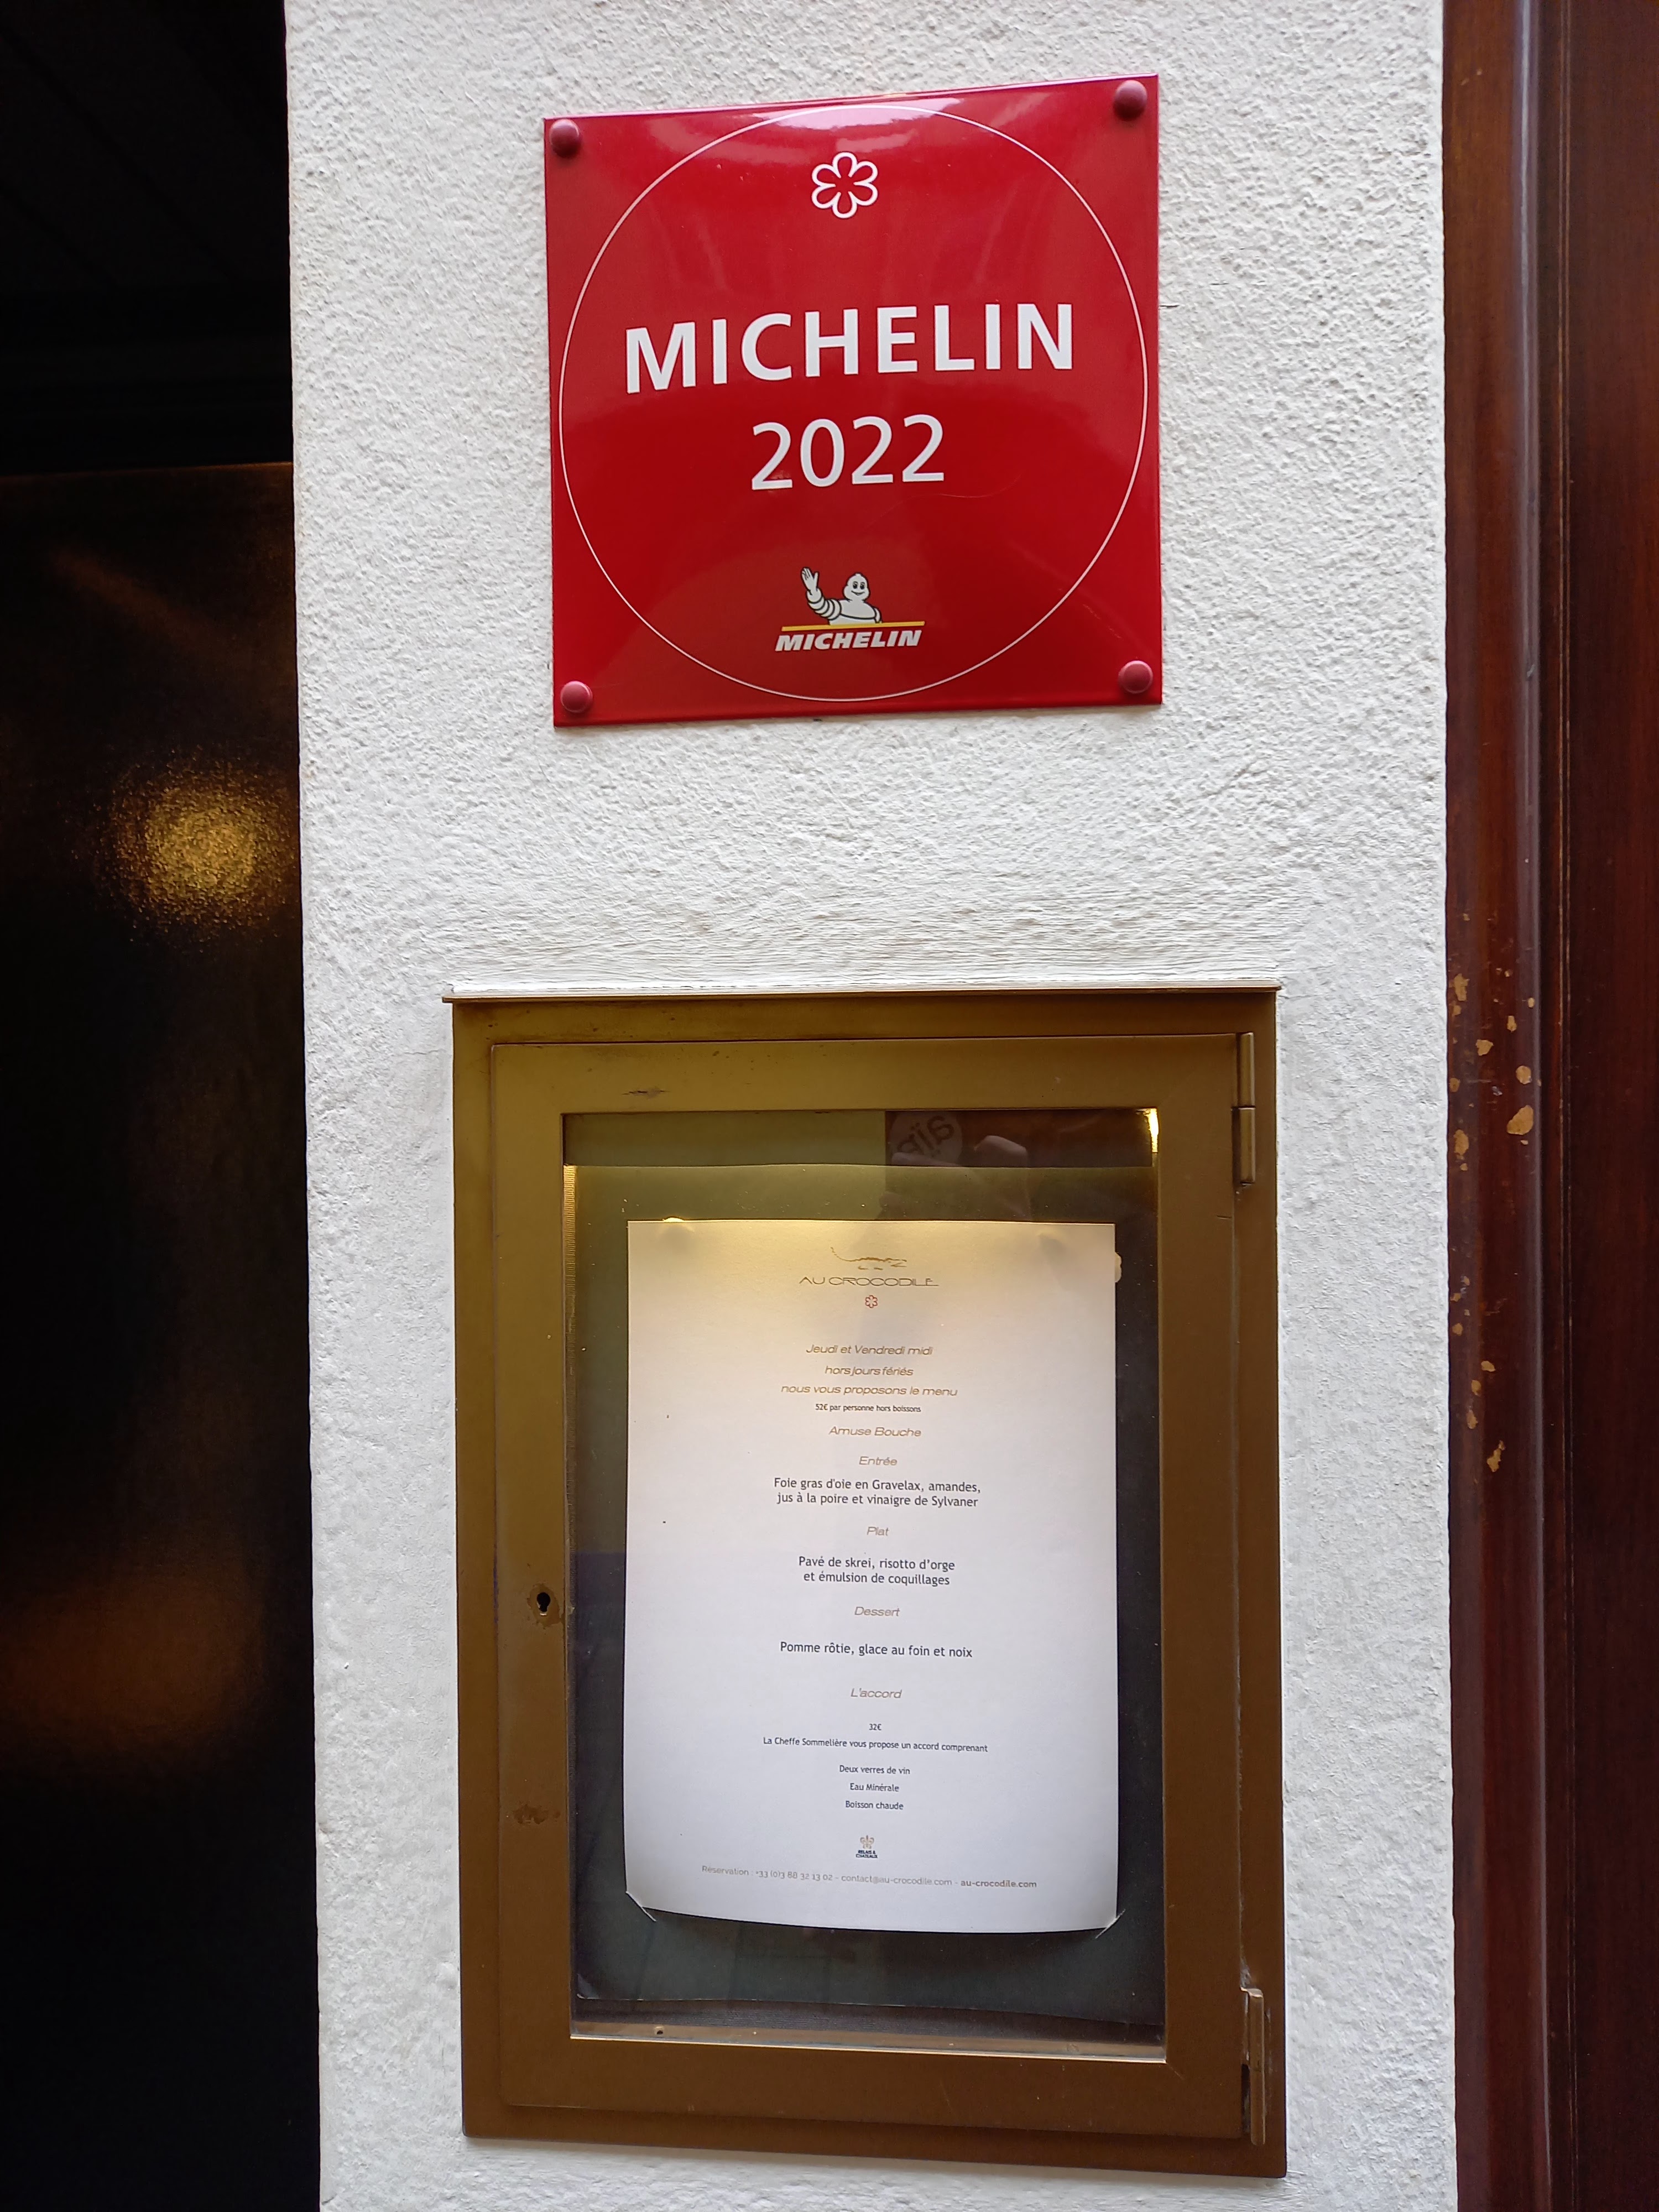 MICHELIN
2022
MICHELIN
AU CROCODILE
Jeudi et Vendredi midi
hors jours fériés
nous vous proposons le menu
52€ par personne hors boissons
Amuse Bouche
Entrée
Foie gras d'oie en Gravelax, amandes,
jus à la poire et vinaigre de Sylvaner
Plat
Pavé de skrei, risotto d'orge
et émulsion de coquillages
Dessert
Pomme rôtie, glace au foin et noix
L'accord
32€
La Cheffe Sommelière vous propose un accord comprenant
Deux verres de vin
Eau Minérale
Boisson chaude
RELAIS &
CHATEAUX
Réservation : +33 (0)3 88 32 13 02 - contact@au-crocodile.com - au-crocodile.com